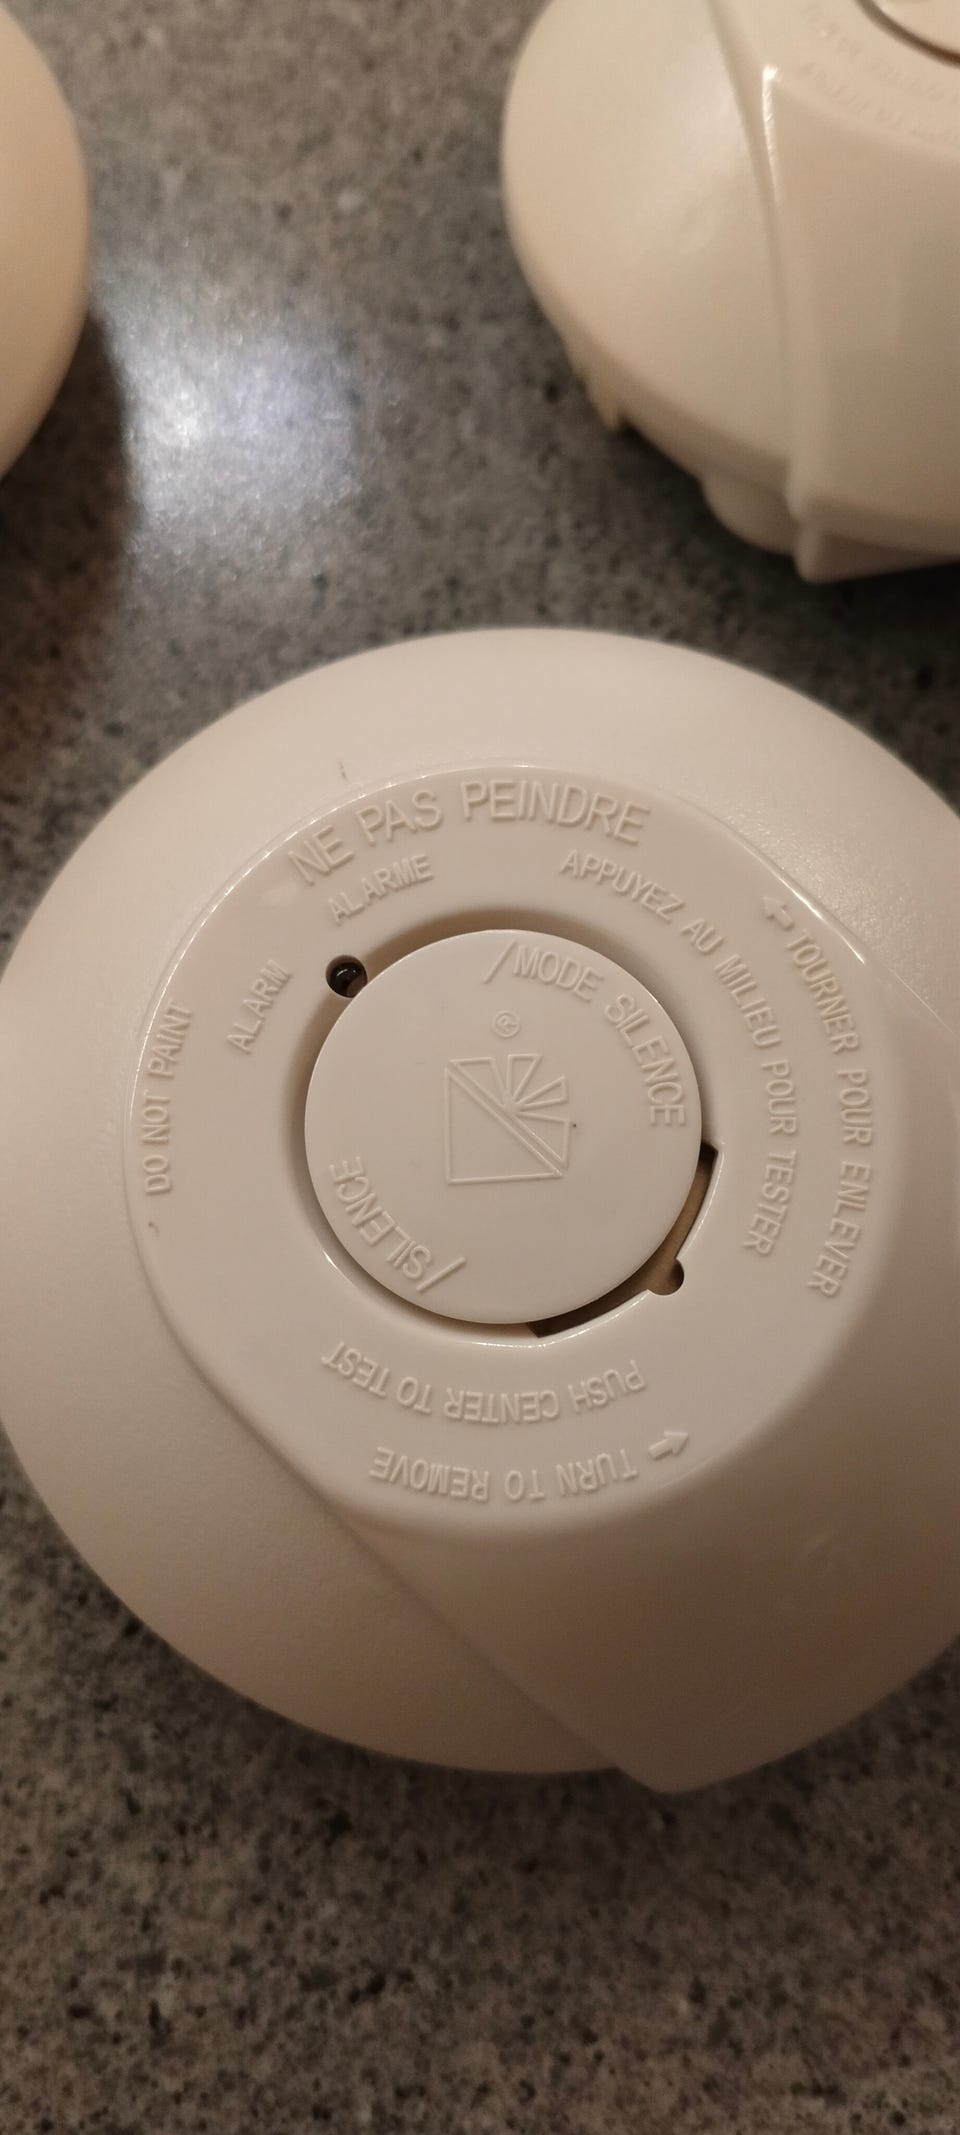 NE PAS PEINDRE
ALARME
APPUYEZ AU MILIEU POUR TESTER
← TOURNER POUR ENLEVER
ALARM
DO NOT PAINT
/MODE SILENCE
®
/SILENCE
PUSH CENTER TO TEST
← TURN TO REMOVE